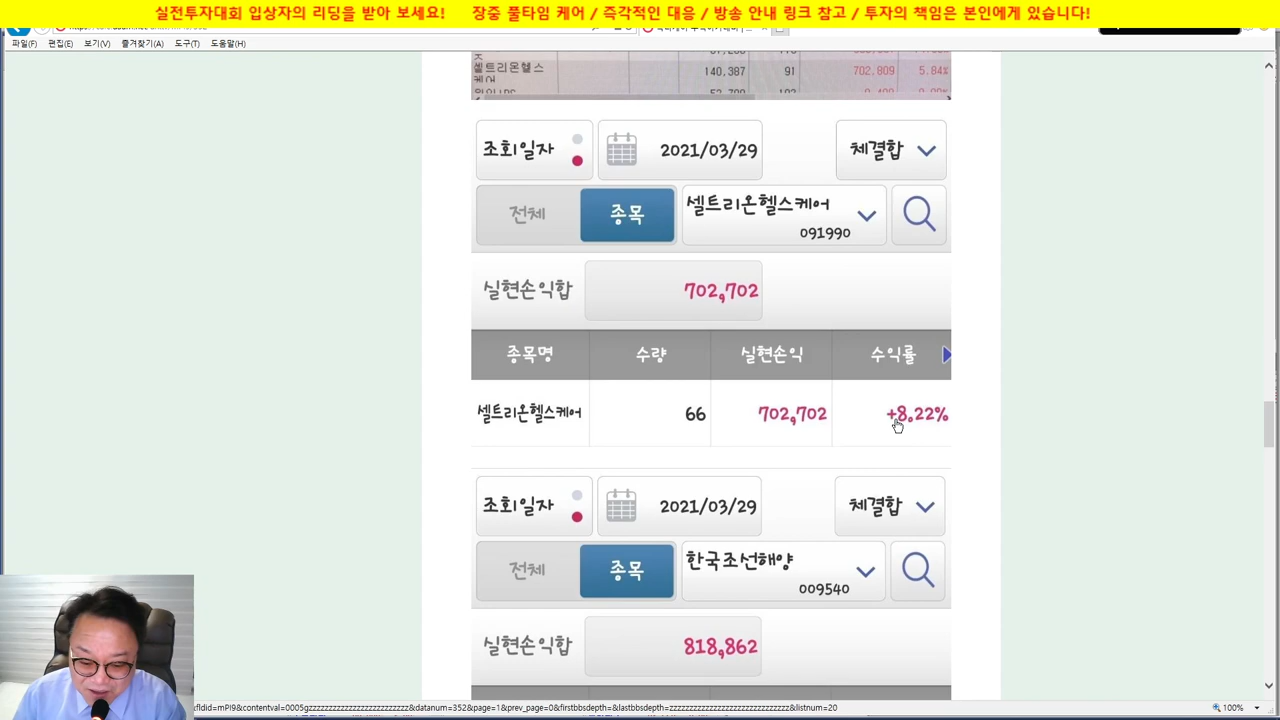 실전투자대회 입상자의 리딩을 받아 보세요! 장중 풀타임 케어 / 즉각적인 대응 / 방송 안내 링크 참고 / 투자의 책임은 본인에게 있습니다!
파일(F) 편집(E) 보기(V) 즐겨찾기(A) 도구(T) 도움말(H)
셀트리온헬스 140,387 91 702,809 5.84%
조회일자 2021/03/29 체결합
전체 종목 셀트리온헬스케어
091990
실현손익합 702,702
종목명 수량 실현손익 수익률
셀트리온헬스케어 66 702,702 +8.22%
조회일자 2021/03/29 체결합
전체 종목 한국조선해양
009540
실현손익합 818,862
100%